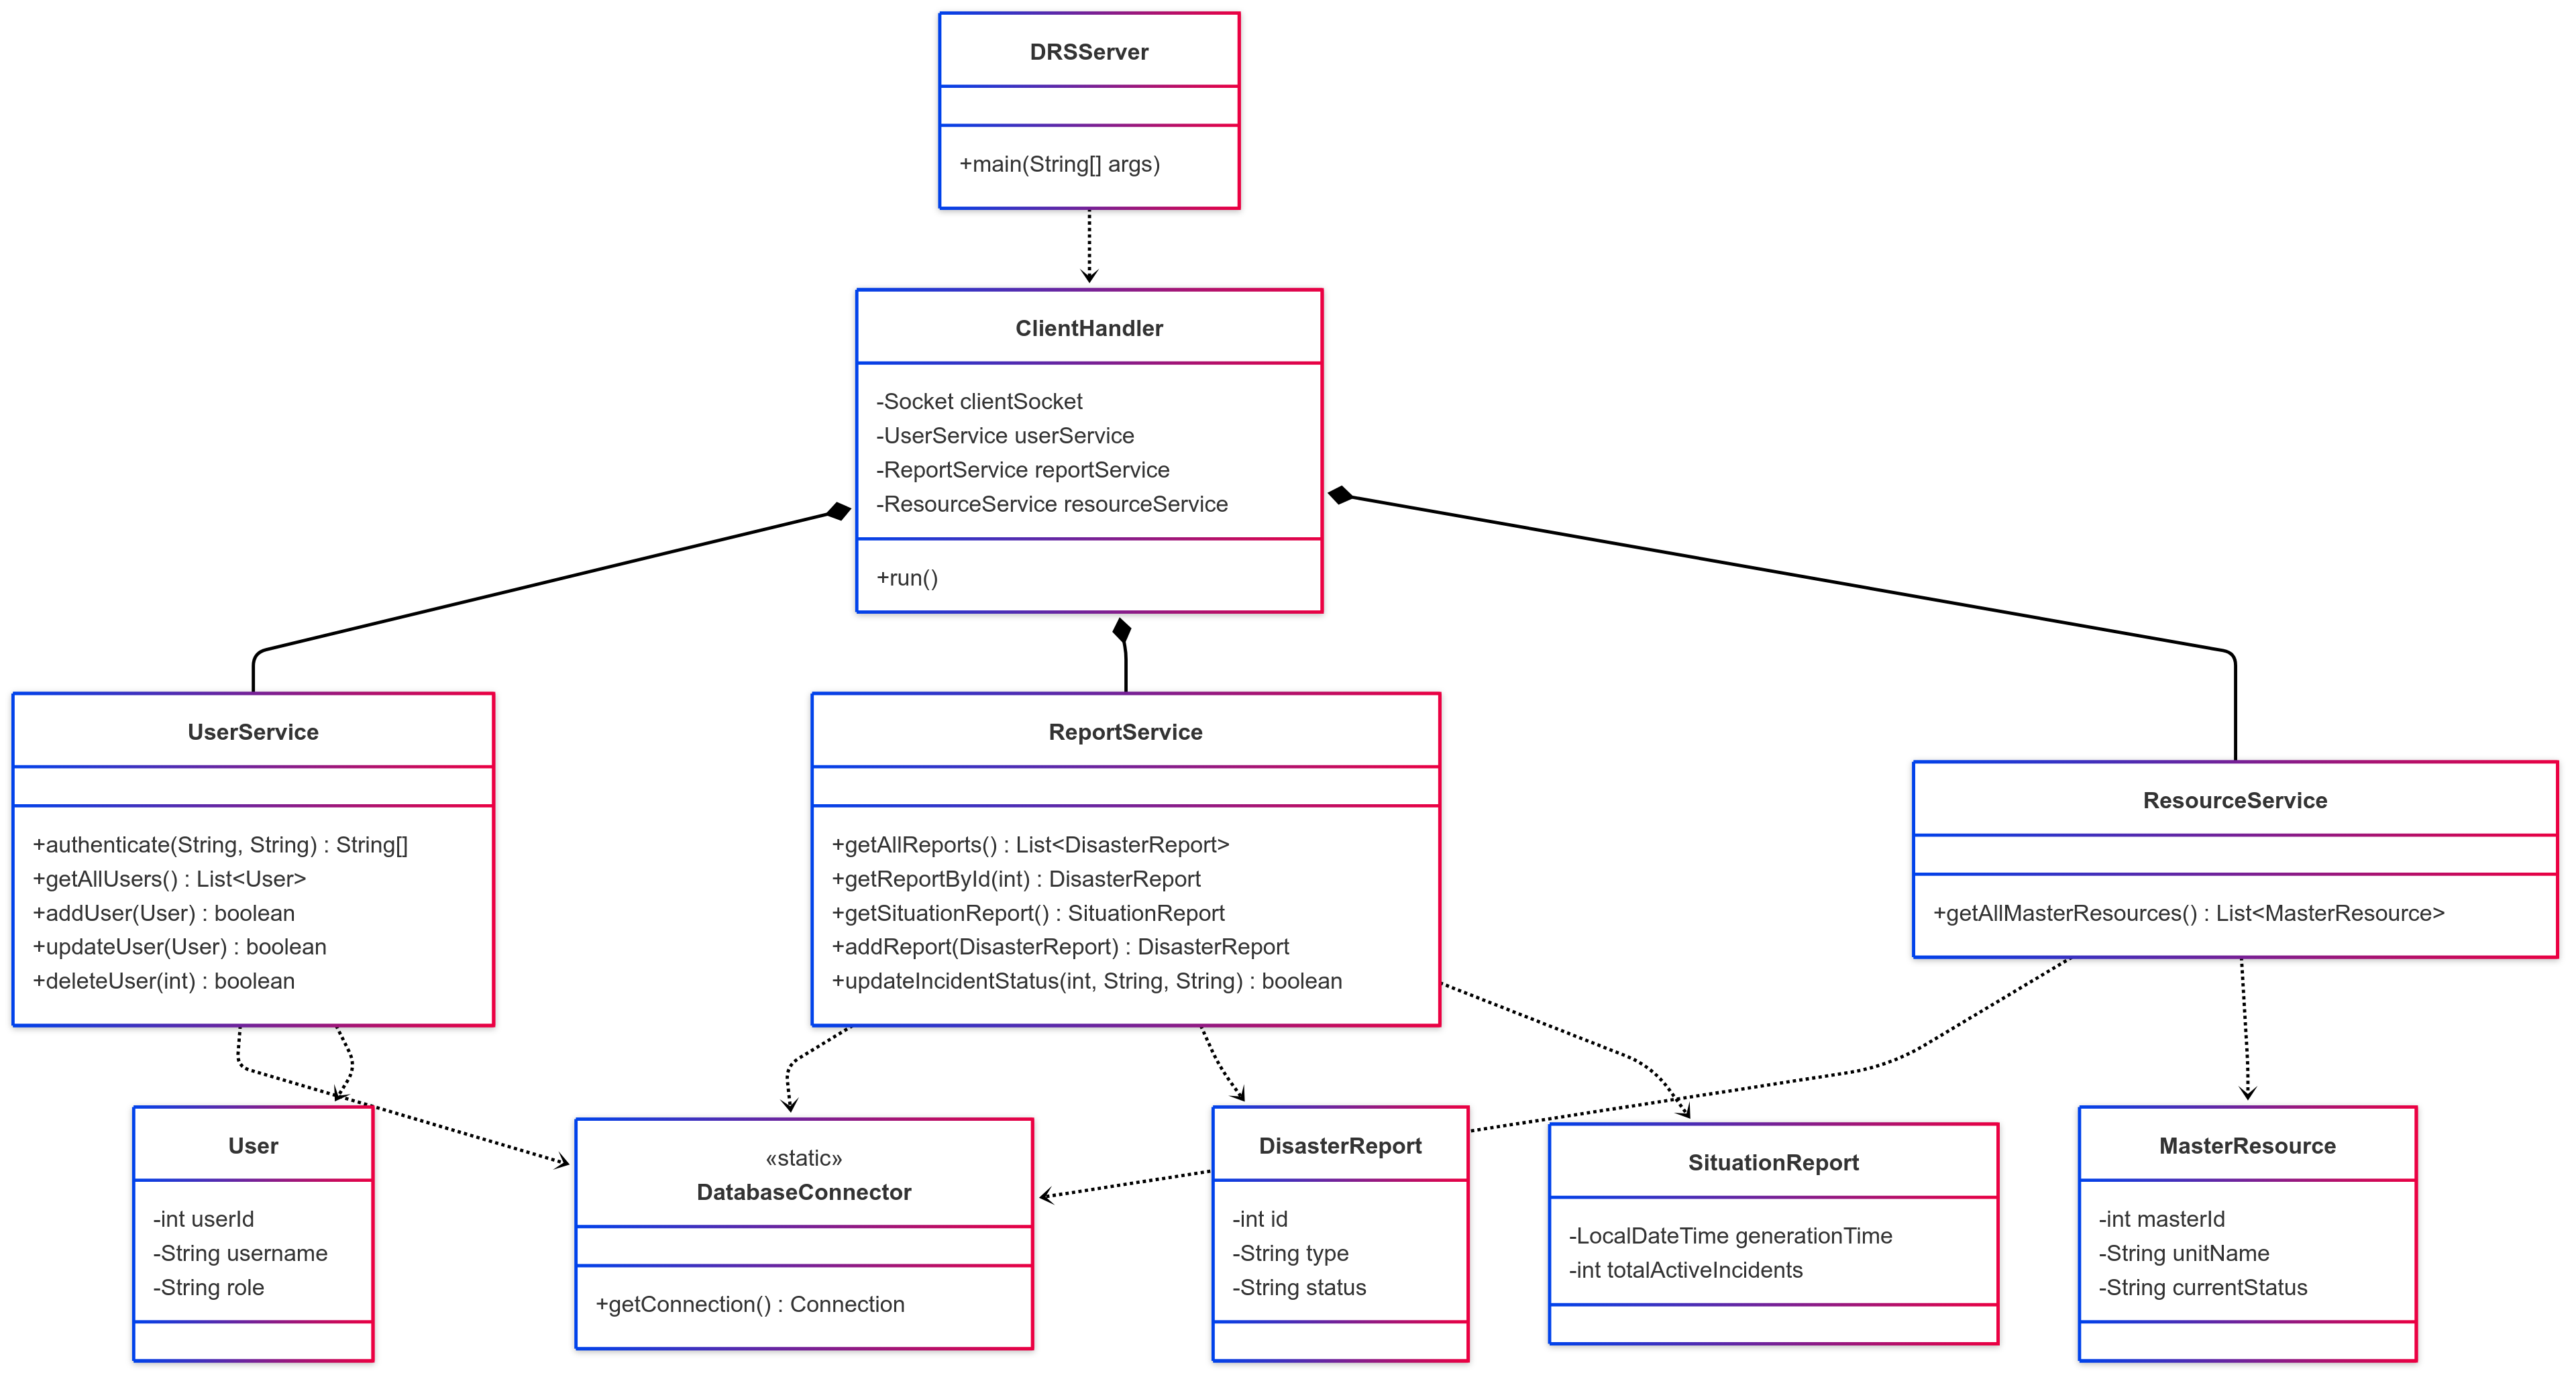 DRSServer
+main(String[] args)
ClientHandler
-Socket clientSocket
-UserService userService
-ReportService reportService
-ResourceService resourceService
+run()
UserService
+authenticate(String, String) : String[]
+getAllUsers() : List<User>
+addUser(User) : boolean
+updateUser(User) : boolean
+deleteUser(int) : boolean
ReportService
+getAllReports() : List<DisasterReport>
+getReportById(int) : DisasterReport
+getSituationReport() : SituationReport
+addReport(DisasterReport) : DisasterReport
+updateIncidentStatus(int, String, String) : boolean
ResourceService
+getAllMasterResources() : List<MasterResource>
User
-int userId
-String username
-String role
«static»
DatabaseConnector
+getConnection() : Connection
DisasterReport
-int id
-String type
-String status
SituationReport
-LocalDateTime generationTime
-int totalActiveIncidents
MasterResource
-int masterId
-String unitName
-String currentStatus